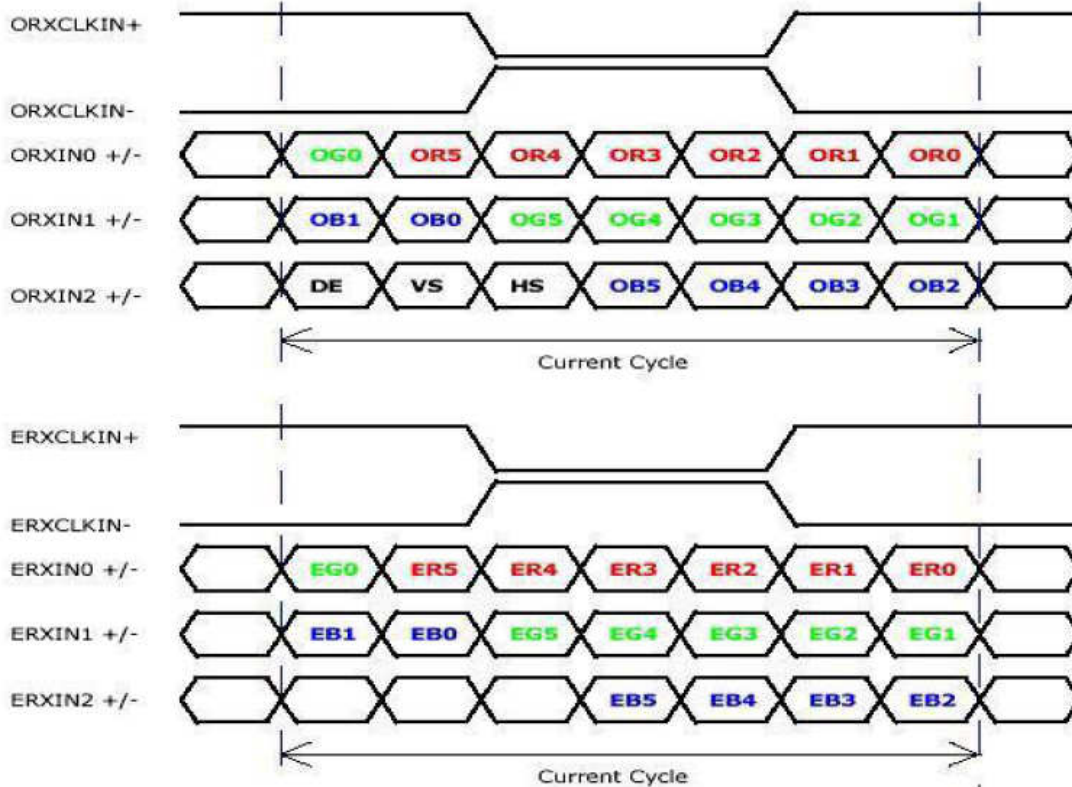 ORXCLKIN+
ORXCLKIN-
ORXIN0 +/- OG0 OR5 OR4 OR3 OR2 OR1 OR0
ORXIN1 +/- OB1 OB0 OG5 OG4 OG3 OG2 OG1
ORXIN2 +/- DE VS HS OB5 OB4 OB3 OB2
Current Cycle
ERXCLKIN+
ERXCLKIN-
ERXIN0 +/- EG0 ER5 ER4 ER3 ER2 ER1 ER0
ERXIN1 +/- EB1 EB0 EG5 EG4 EG3 EG2 EG1
ERXIN2 +/- EB5 EB4 EB3 EB2
Current Cycle